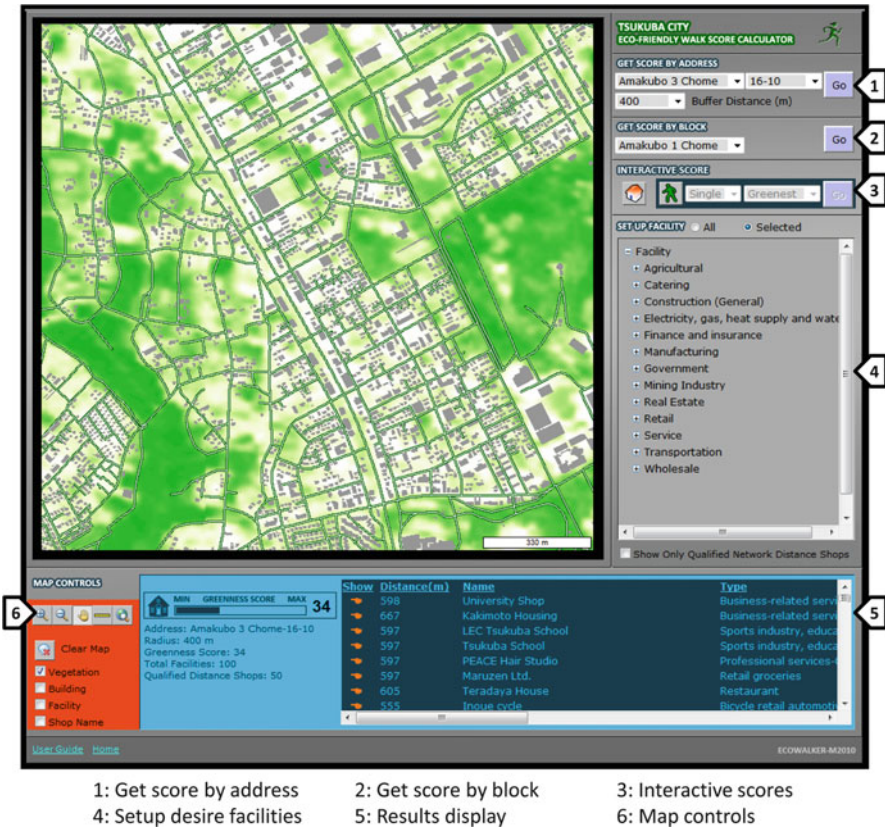 TSUKUBA CITY
ECO-FRIENDLY WALK SCORE CALCULATOR
GET SCORE BY ADDRESS
Amakubo 3 Chome 16-10 Go
400 Buffer Distance (m)
1
GET SCORE BY BLOCK
Amakubo 1 Chome Go
2
INTERACTIVE SCORE
Single Greenest Go
3
SET UP FACILITY All Selected
Facility
Agricultural
Catering
Construction (General)
Electricity, gas, heat supply and wate
Finance and insurance
Manufacturing
Government
Mining Industry
Real Estate
Retail
Service
Transportation
Wholesale
4
Show Only Qualified Network Distance Shops
330 m
MAP CONTROLS
6
Clear Map
Vegetation
Building
Facility
Shop Name
MIN GREENNESS SCORE MAX 34
Address: Amakubo 3 Chome-16-10
Radius: 400 m
Greenness Score: 34
Total Facilities: 100
Qualified Distance Shops: 50
Show Distance(m) Name Type
598 University Shop Business-related servi
667 Kakimoto Housing Business-related servi
597 LEC Tsukuba School Sports industry, educa
597 Tsukuba School Sports industry, educa
597 PEACE Hair Studio Professional services-
597 Maruzen Ltd. Retail groceries
605 Teradaya House Restaurant
555 Inoue cycle Bicycle retail automoti
5
User Guide Home
ECOWALKER-M2010
1: Get score by address 2: Get score by block 3: Interactive scores
4: Setup desire facilities 5: Results display 6: Map controls